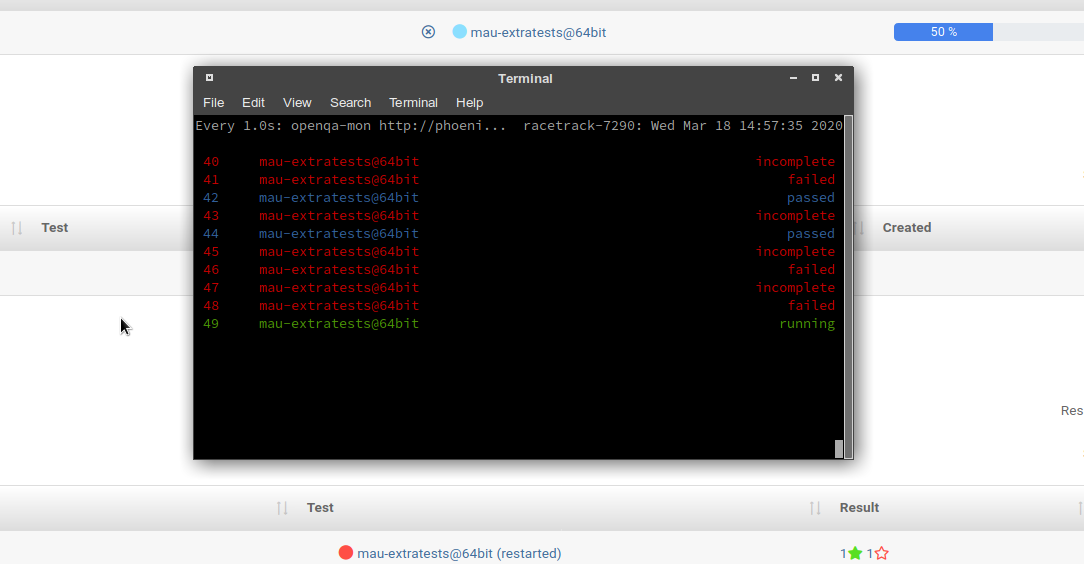 mau-extratests@64bit 50 %
Terminal
File Edit View Search Terminal Help
Every 1.0s: openqa-mon http://phoeni... racetrack-7290: Wed Mar 18 14:57:35 2020
40 mau-extratests@64bit incomplete
41 mau-extratests@64bit failed
42 mau-extratests@64bit passed
43 mau-extratests@64bit incomplete
44 mau-extratests@64bit passed
45 mau-extratests@64bit incomplete
46 mau-extratests@64bit failed
47 mau-extratests@64bit incomplete
48 mau-extratests@64bit failed
49 mau-extratests@64bit running
Test Created
Res
Test Result
mau-extratests@64bit (restarted) 1 1